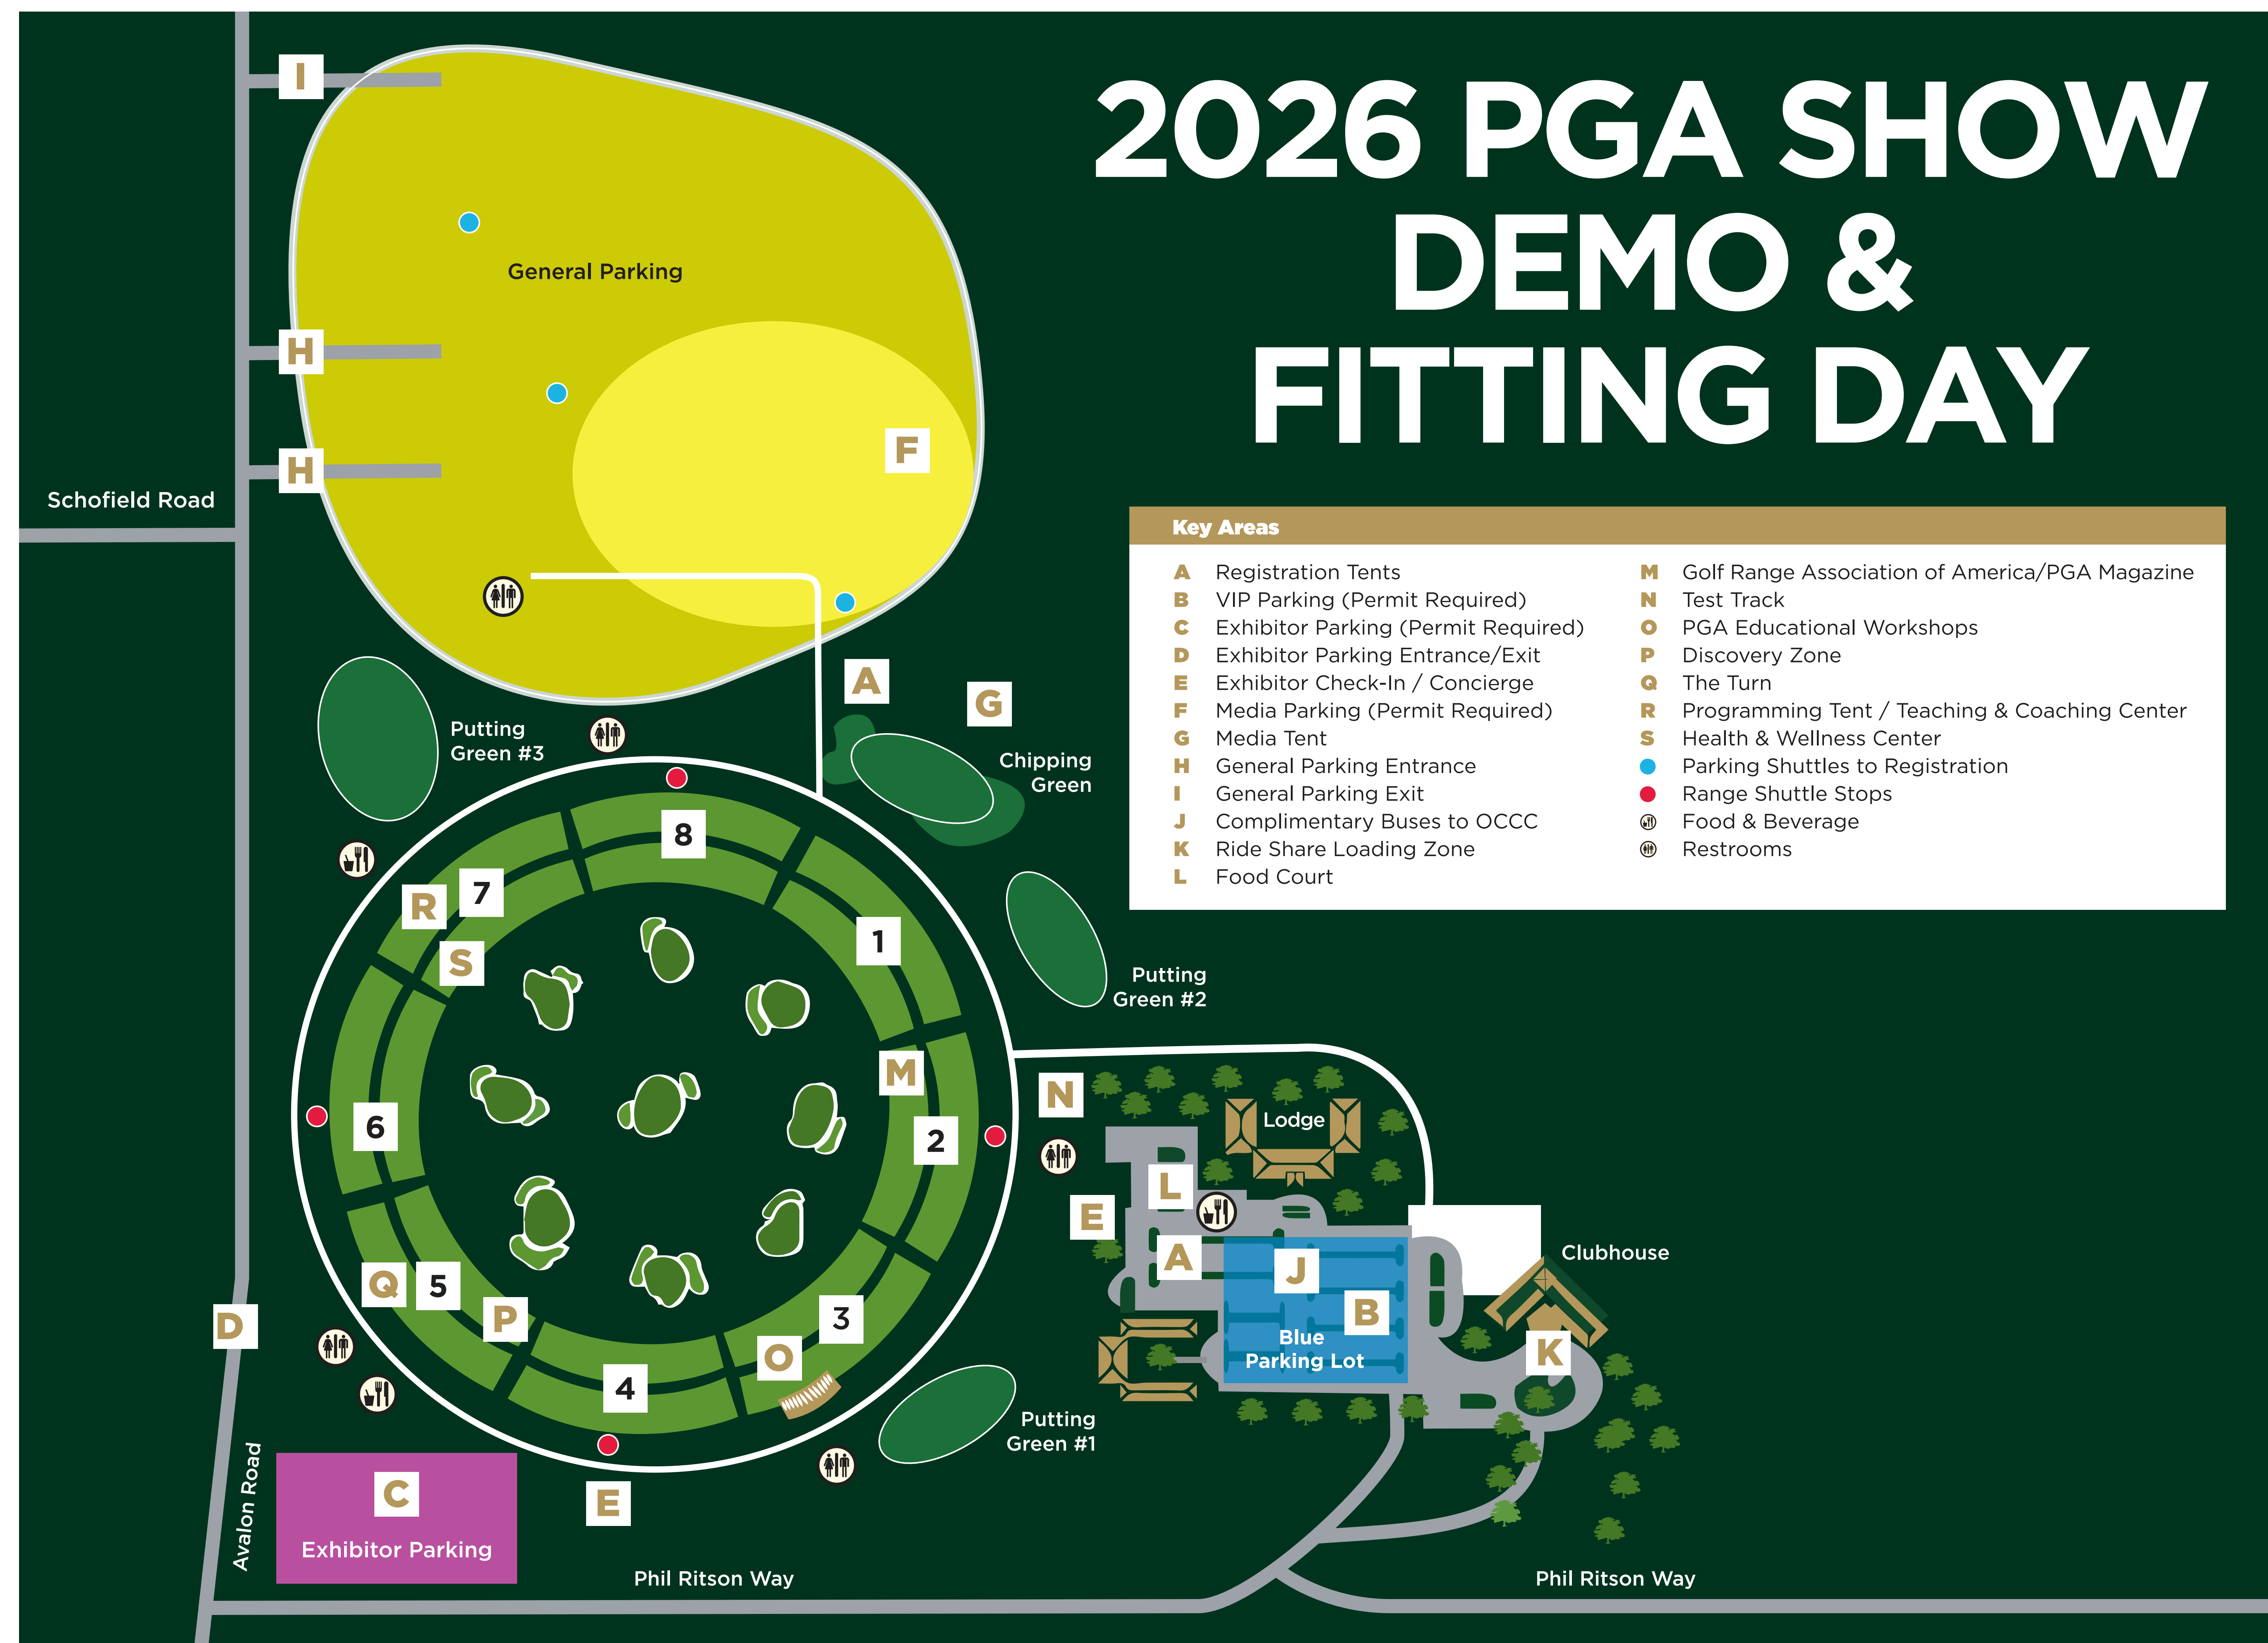 2026 PGA SHOW
DEMO &
FITTING DAY
I
General Parking
H
F
H
Schofield Road
Key Areas
A Registration Tents
B VIP Parking (Permit Required)
C Exhibitor Parking (Permit Required)
D Exhibitor Parking Entrance/Exit
E Exhibitor Check-In / Concierge
F Media Parking (Permit Required)
G Media Tent
H General Parking Entrance
I General Parking Exit
J Complimentary Buses to OCCC
K Ride Share Loading Zone
L Food Court
M Golf Range Association of America/PGA Magazine
N Test Track
O PGA Educational Workshops
P Discovery Zone
Q The Turn
R Programming Tent / Teaching & Coaching Center
S Health & Wellness Center
Parking Shuttles to Registration
Range Shuttle Stops
Food & Beverage
Restrooms
A
G
Putting
Green #3
Chipping
Green
8
7
R
1
S
Putting
Green #2
M
N
Lodge
6
2
L
E
A
J
Clubhouse
Q
5
P
3
B
D
Blue
Parking Lot
O
K
4
Putting
Green #1
C
E
Exhibitor Parking
Avalon Road
Phil Ritson Way
Phil Ritson Way